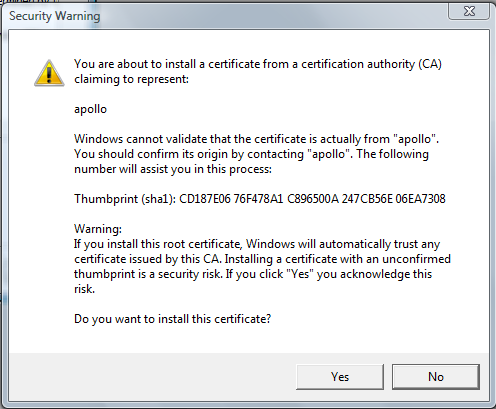 Security Warning
You are about to install a certificate from a certification authority (CA)
claiming to represent:
apollo
Windows cannot validate that the certificate is actually from "apollo".
You should confirm its origin by contacting "apollo". The following
number will assist you in this process:
Thumbprint (sha1): CD187E06 76F478A1 C896500A 247CB56E 06EA7308
Warning:
If you install this root certificate, Windows will automatically trust any
certificate issued by this CA. Installing a certificate with an unconfirmed
thumbprint is a security risk. If you click "Yes" you acknowledge this
risk.
Do you want to install this certificate?
Yes
No